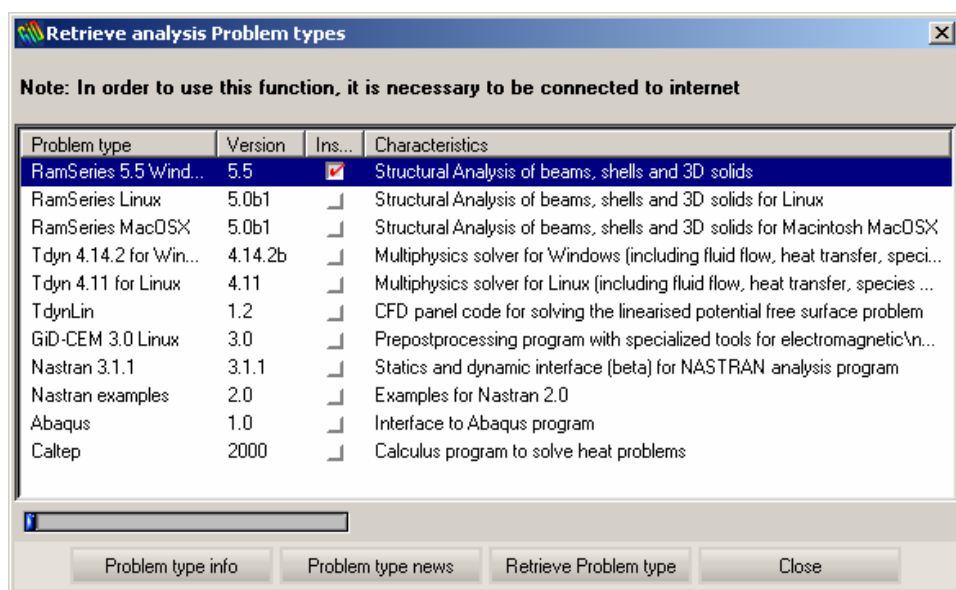 Retrieve analysis Problem types
Note: In order to use this function, it is necessary to be connected to internet
Problem type Version Ins... Characteristics
RamSeries 5.5 Wind... 5.5 Structural Analysis of beams, shells and 3D solids
RamSeries Linux 5.0b1 Structural Analysis of beams, shells and 3D solids for Linux
RamSeries MacOSX 5.0b1 Structural Analysis of beams, shells and 3D solids for Macintosh MacOSX
Tdyn 4.14.2 for Win... 4.14.2b Multiphysics solver for Windows (including fluid flow, heat transfer, speci...
Tdyn 4.11 for Linux 4.11 Multiphysics solver for Linux (including fluid flow, heat transfer, species ...
TdynLin 1.2 CFD panel code for solving the linearised potential free surface problem
GiD-CEM 3.0 Linux 3.0 Prepostprocessing program with specialized tools for electromagnetic\n...
Nastran 3.1.1 3.1.1 Statics and dynamic interface (beta) for NASTRAN analysis program
Nastran examples 2.0 Examples for Nastran 2.0
Abaqus 1.0 Interface to Abaqus program
Caltep 2000 Calculus program to solve heat problems
Problem type info Problem type news Retrieve Problem type Close